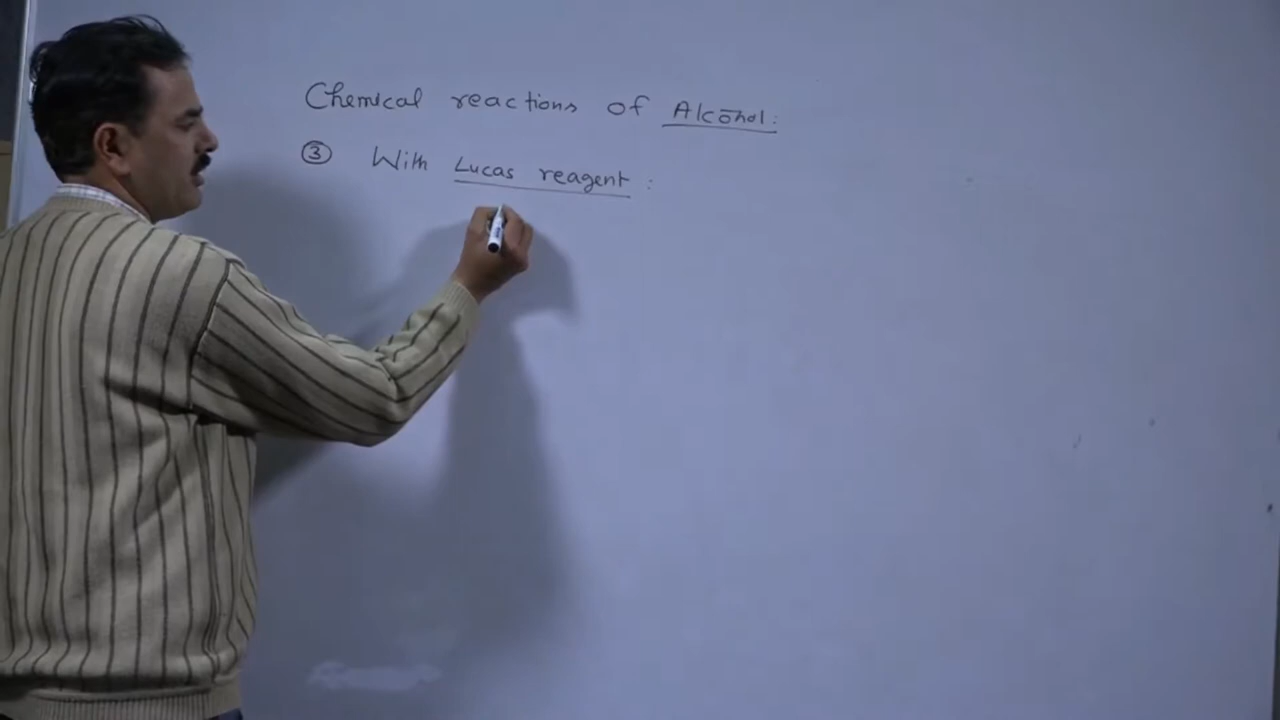 Chemical reactions of Alcohol:
③ With Lucas reagent :